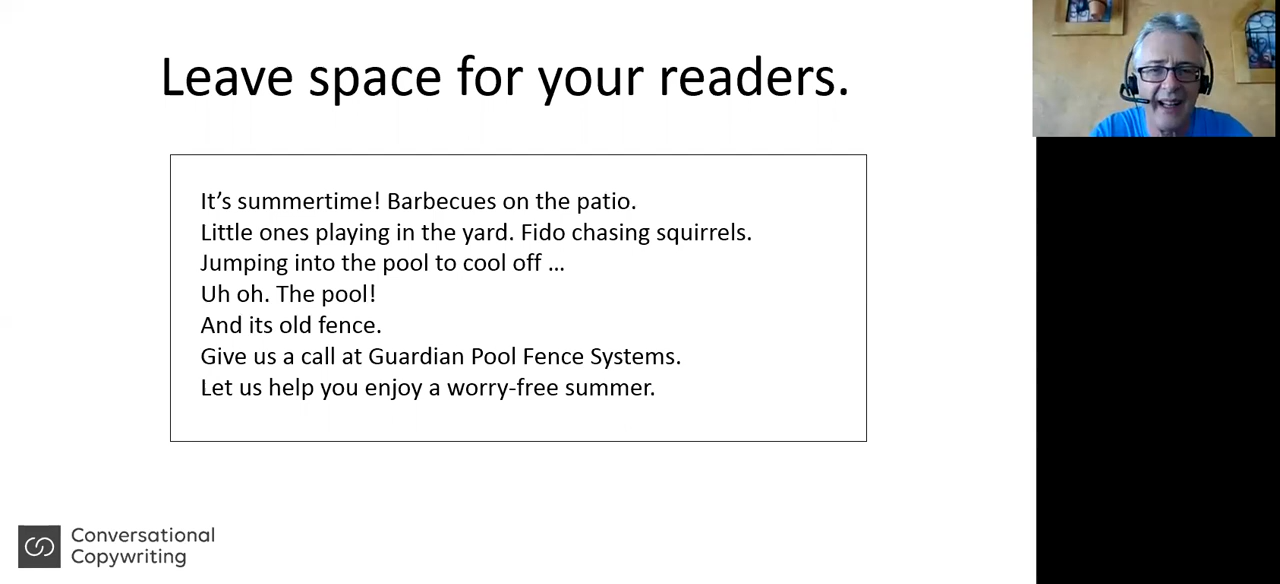 Leave space for your readers.
It’s summertime! Barbecues on the patio.
Little ones playing in the yard. Fido chasing squirrels.
Jumping into the pool to cool off …
Uh oh. The pool!
And its old fence.
Give us a call at Guardian Pool Fence Systems.
Let us help you enjoy a worry-free summer.
Conversational
Copywriting